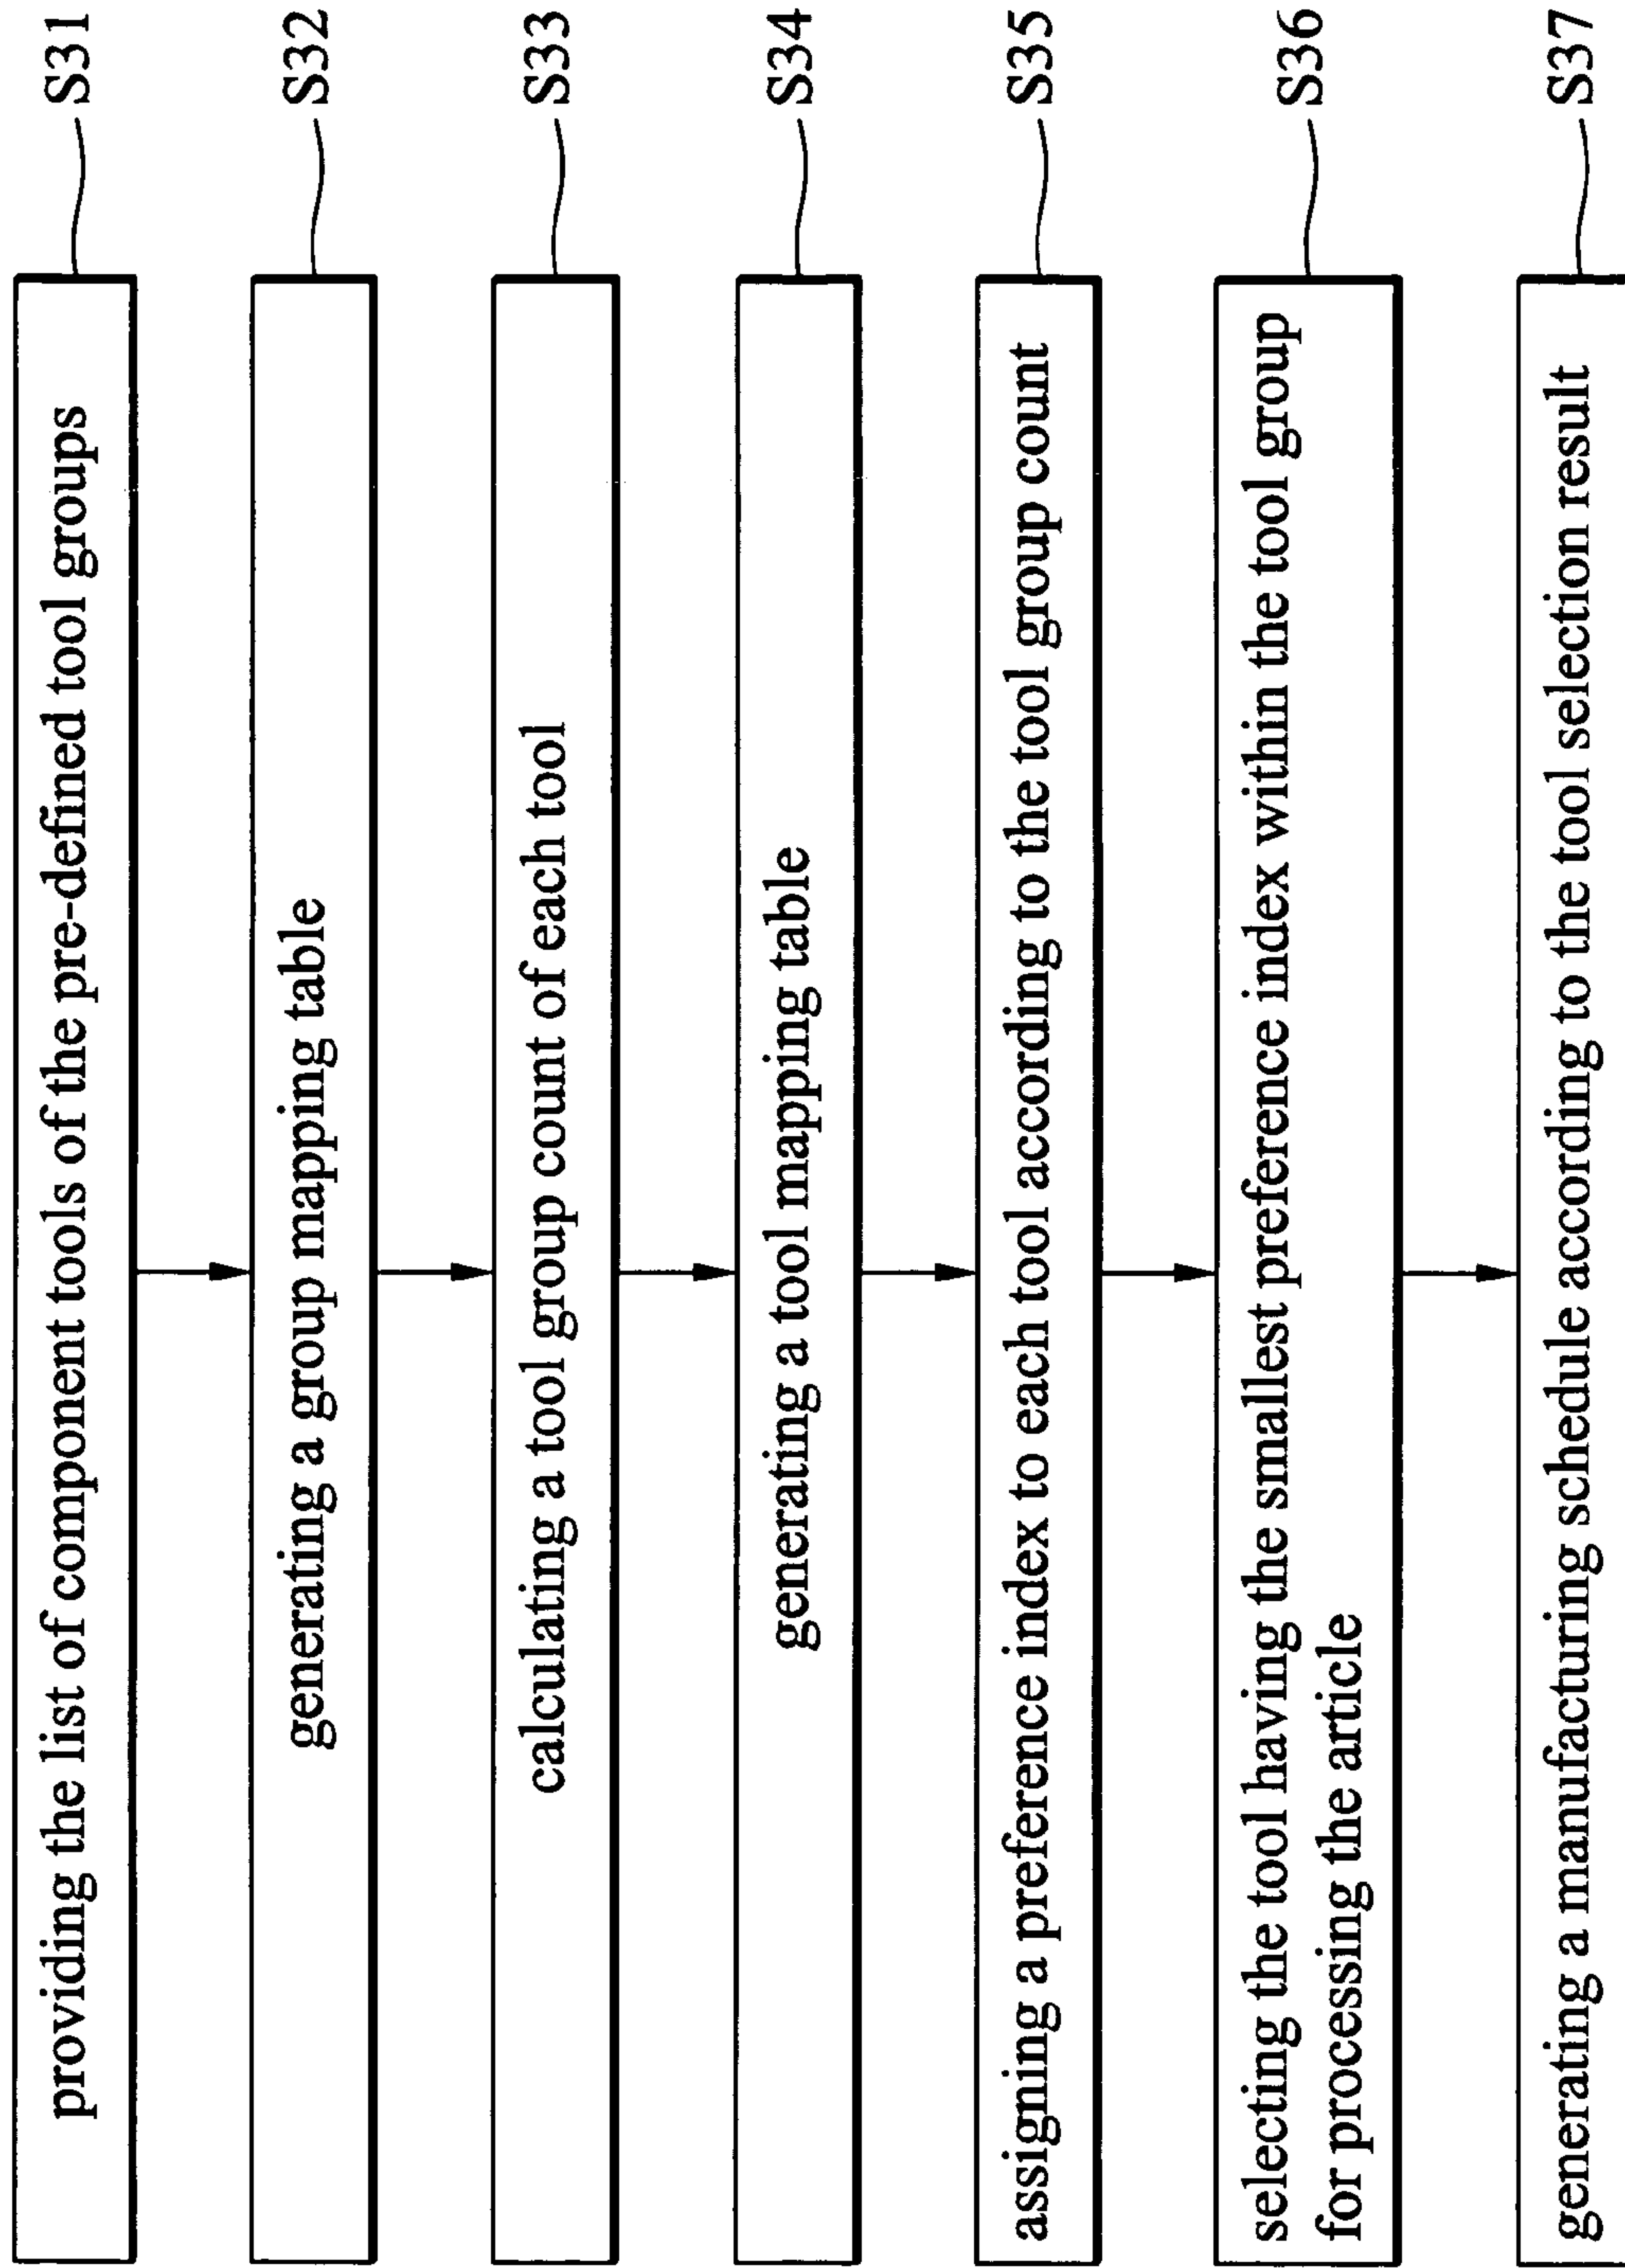 providing the list of component tools of the pre-defined tool groups
S31
generating a group mapping table
S32
calculating a tool group count of each tool
S33
generating a tool mapping table
S34
assigning a preference index to each tool according to the tool group count
S35
selecting the tool having the smallest preference index within the tool group
for processing the article
S36
generating a manufacturing schedule according to the tool selection result
S37